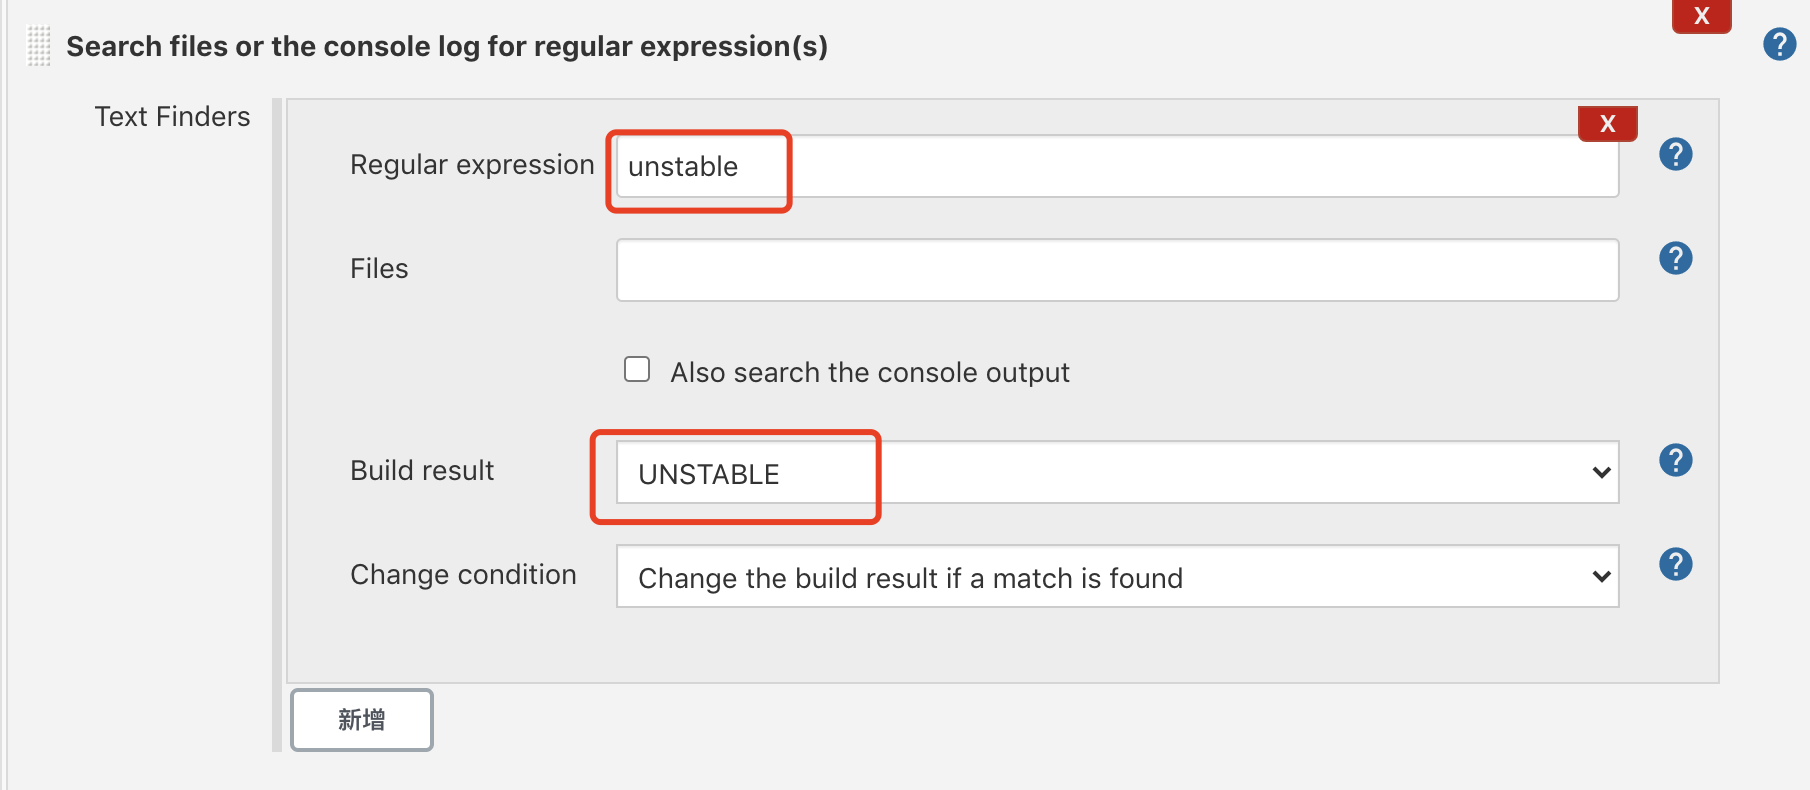 X
Search files or the console log for regular expression(s)
?
Text Finders
X
Regular expression
unstable
?
Files
?
Also search the console output
Build result
UNSTABLE
?
Change condition
Change the build result if a match is found
?
新增